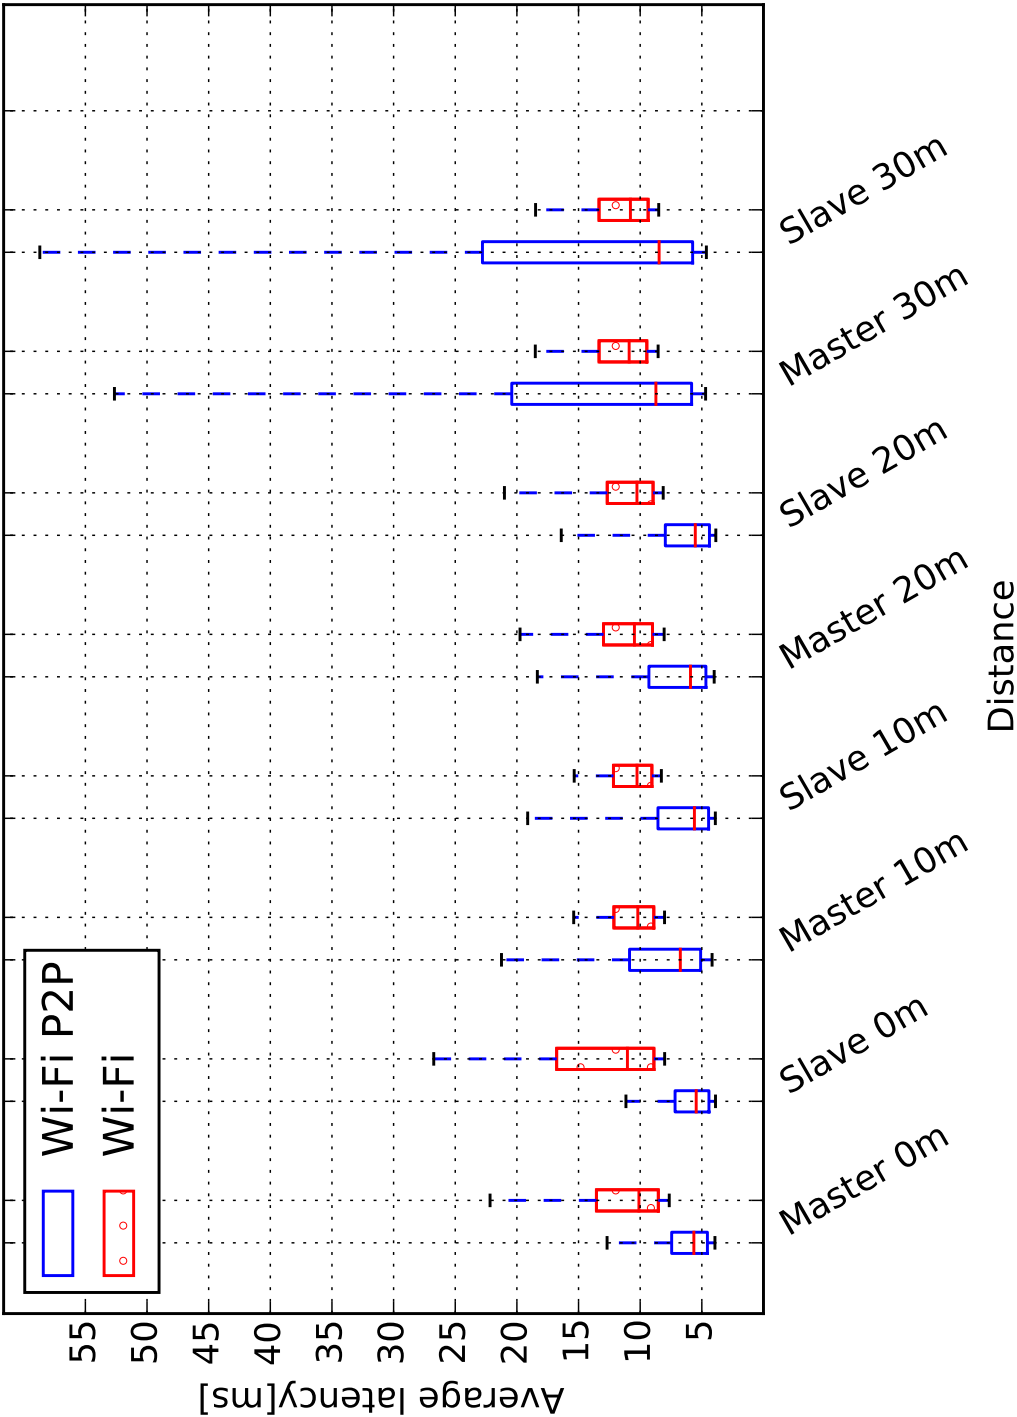 Wi-Fi P2P
Wi-Fi
55
50
45
40
35
30
25
20
15
10
5
Average latency[ms]
Master 0m
Slave 0m
Master 10m
Slave 10m
Master 20m
Slave 20m
Master 30m
Slave 30m
Distance